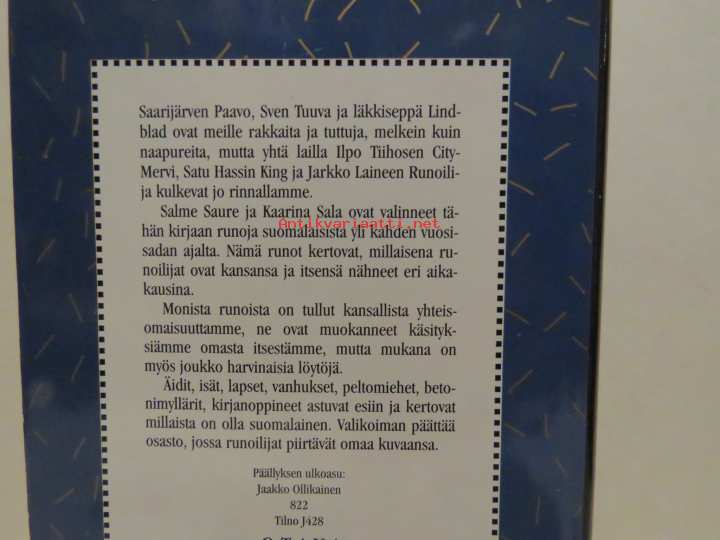 Saarijärven Paavo, Sven Tuuva ja läkkiseppä Lind-
blad ovat meille rakkaita ja tuttuja, melkein kuin
naapureita, mutta yhtä lailla Ilpo Tiihosen City-
Mervi, Satu Hassin King ja Jarkko Laineen Runoili-
ja kulkevat jo rinnallamme.
Salme Saure ja Kaarina Sala ovat valinneet tä-
Antikvariaatti.net
hän kirjaan runoja suomalaisista yli kahden vuosi-
sadan ajalta. Nämä runot kertovat, millaisena ru-
noilijat ovat kansansa ja itsensä nähneet eri aika-
kausina.
Monista runoista on tullut kansallista yhteis-
omaisuuttamme, ne ovat muokanneet käsityk-
siämme omasta itsestämme, mutta mukana on
myös joukko harvinaisia löytöjä.
Äidit, isät, lapset, vanhukset, peltomiehet, beto-
nimyllärit, kirjanoppineet astuvat esiin ja kertovat
millaista on olla suomalainen. Valikoiman päättää
osasto, jossa runoilijat piirtävät omaa kuvaansa.
Päällyksen ulkoasu:
Jaakko Ollikainen
822
Tilno J428